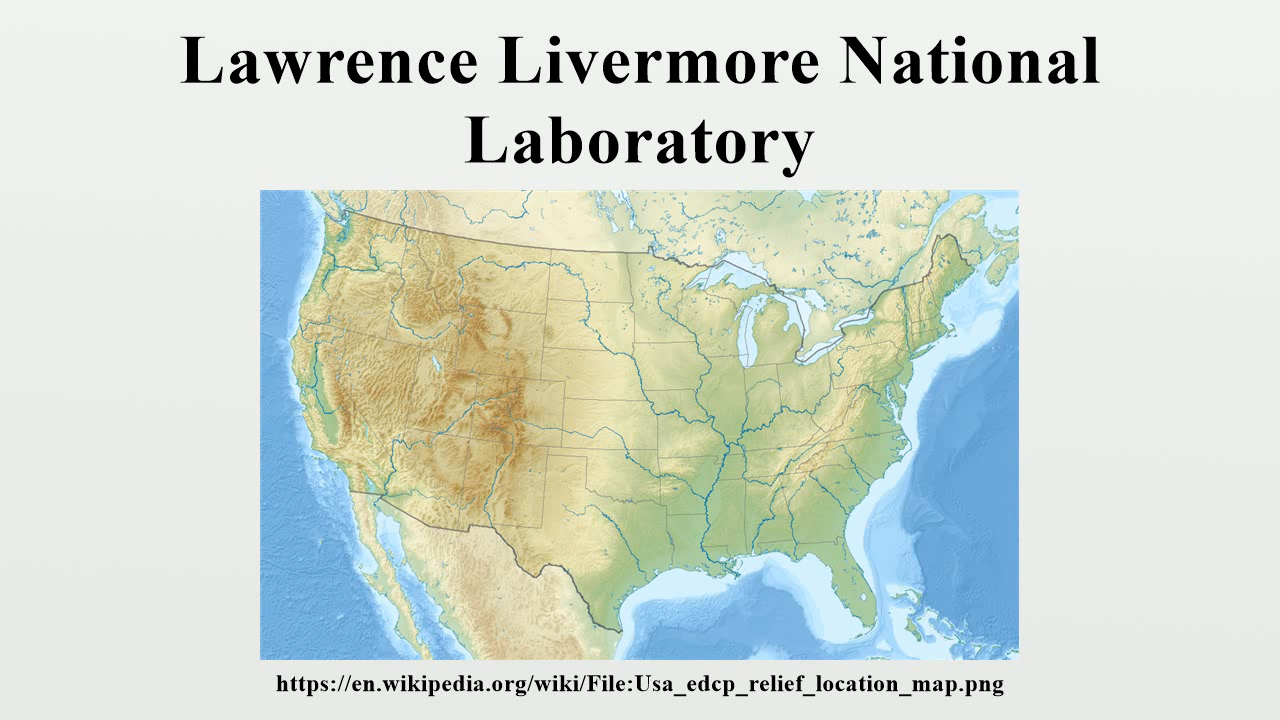 Lawrence Livermore National
Laboratory
https://en.wikipedia.org/wiki/File:Usa_edcp_relief_location_map.png